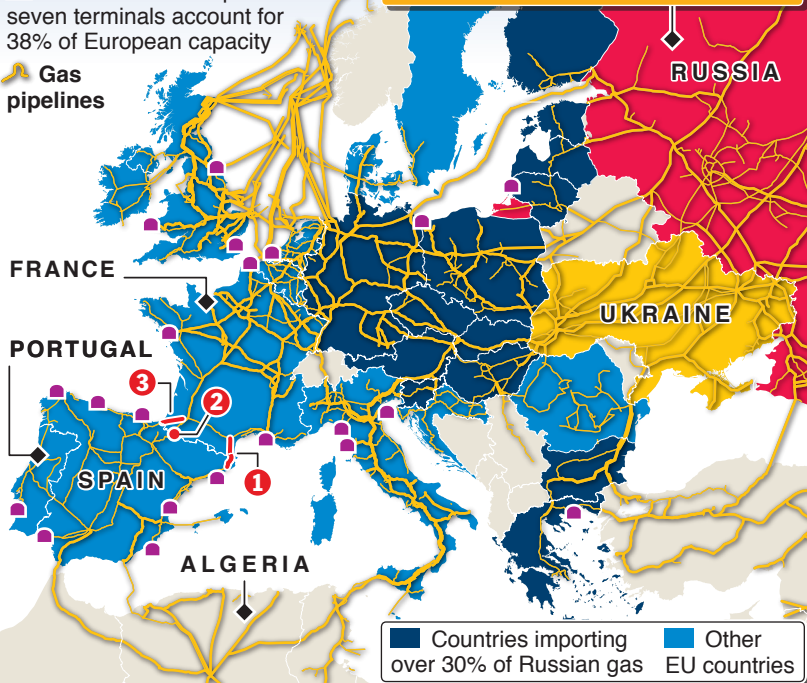 seven terminals account for
38% of European capacity
Gas
pipelines
RUSSIA
FRANCE
UKRAINE
PORTUGAL
3
2
SPAIN
1
ALGERIA
Countries importing
over 30% of Russian gas
Other
EU countries